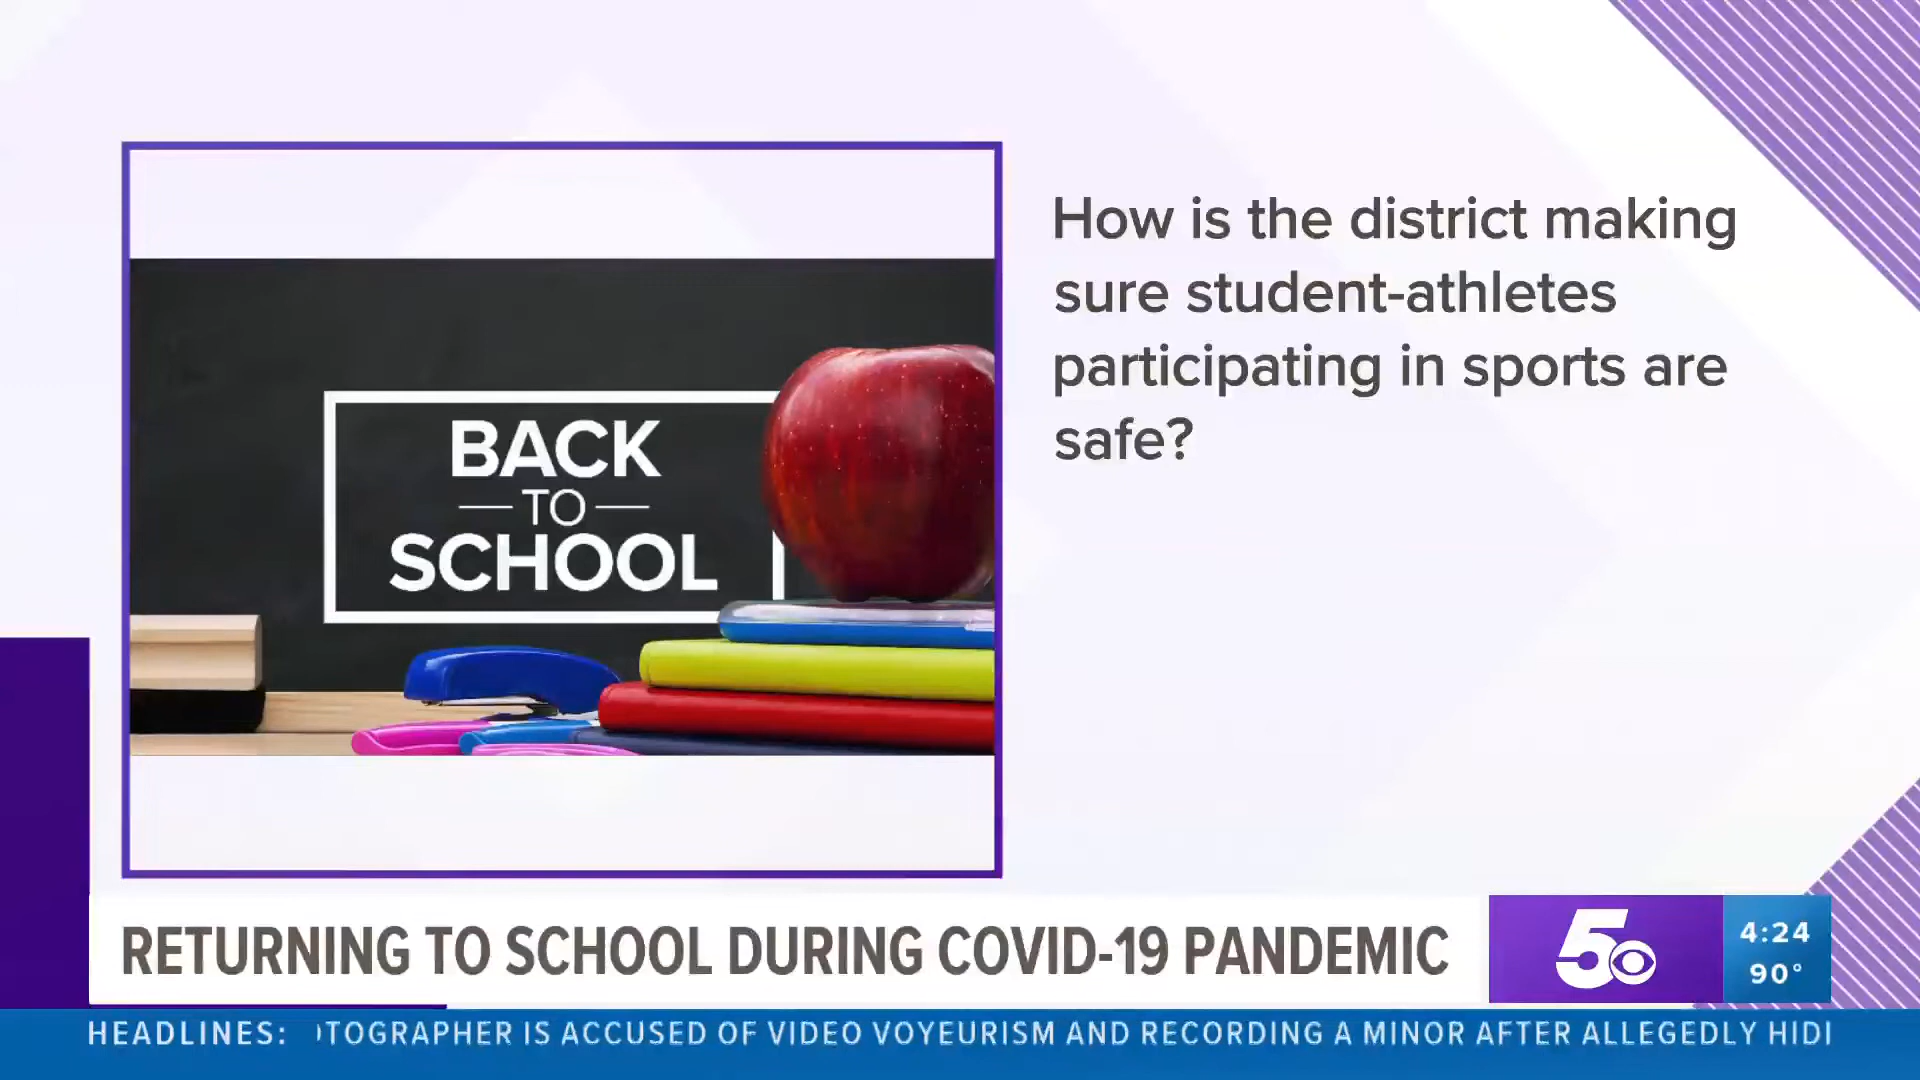 How is the district making
sure student-athletes
participating in sports are
safe?
BACK
TO
SCHOOL
RETURNING TO SCHOOL DURING COVID-19 PANDEMIC
5
4:24
90°
HEADLINES: OTOGRAPHER IS ACCUSED OF VIDEO VOYEURISM AND RECORDING A MINOR AFTER ALLEGEDLY HIDI